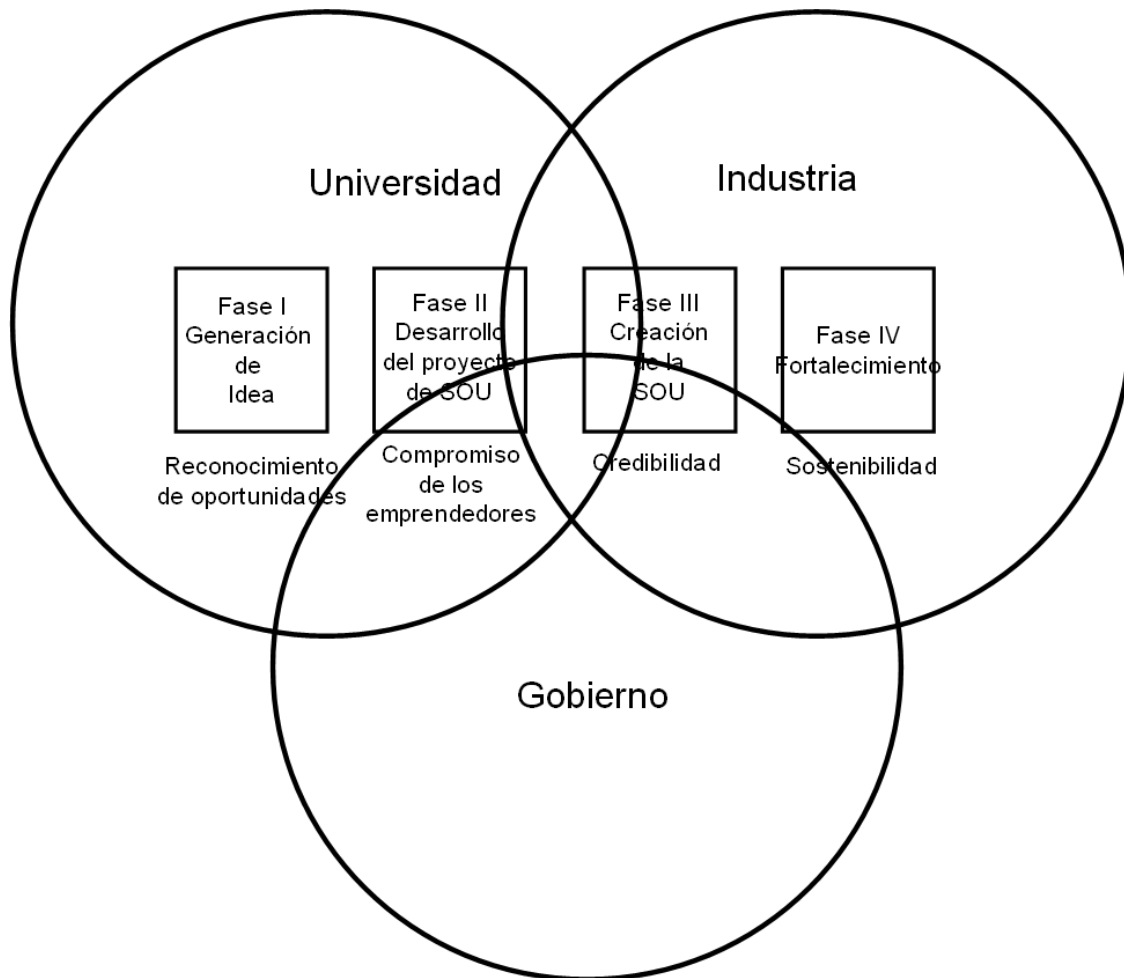 Universidad
Industria
Fase I
Generación
de
Idea
Fase II
Desarrollo
del proyecto
de SOU
Fase III
Creación
de la
SOU
Fase IV
Fortalecimiento
Reconocimiento
de oportunidades
Compromiso
de los
emprendedores
Credibilidad
Sostenibilidad
Gobierno